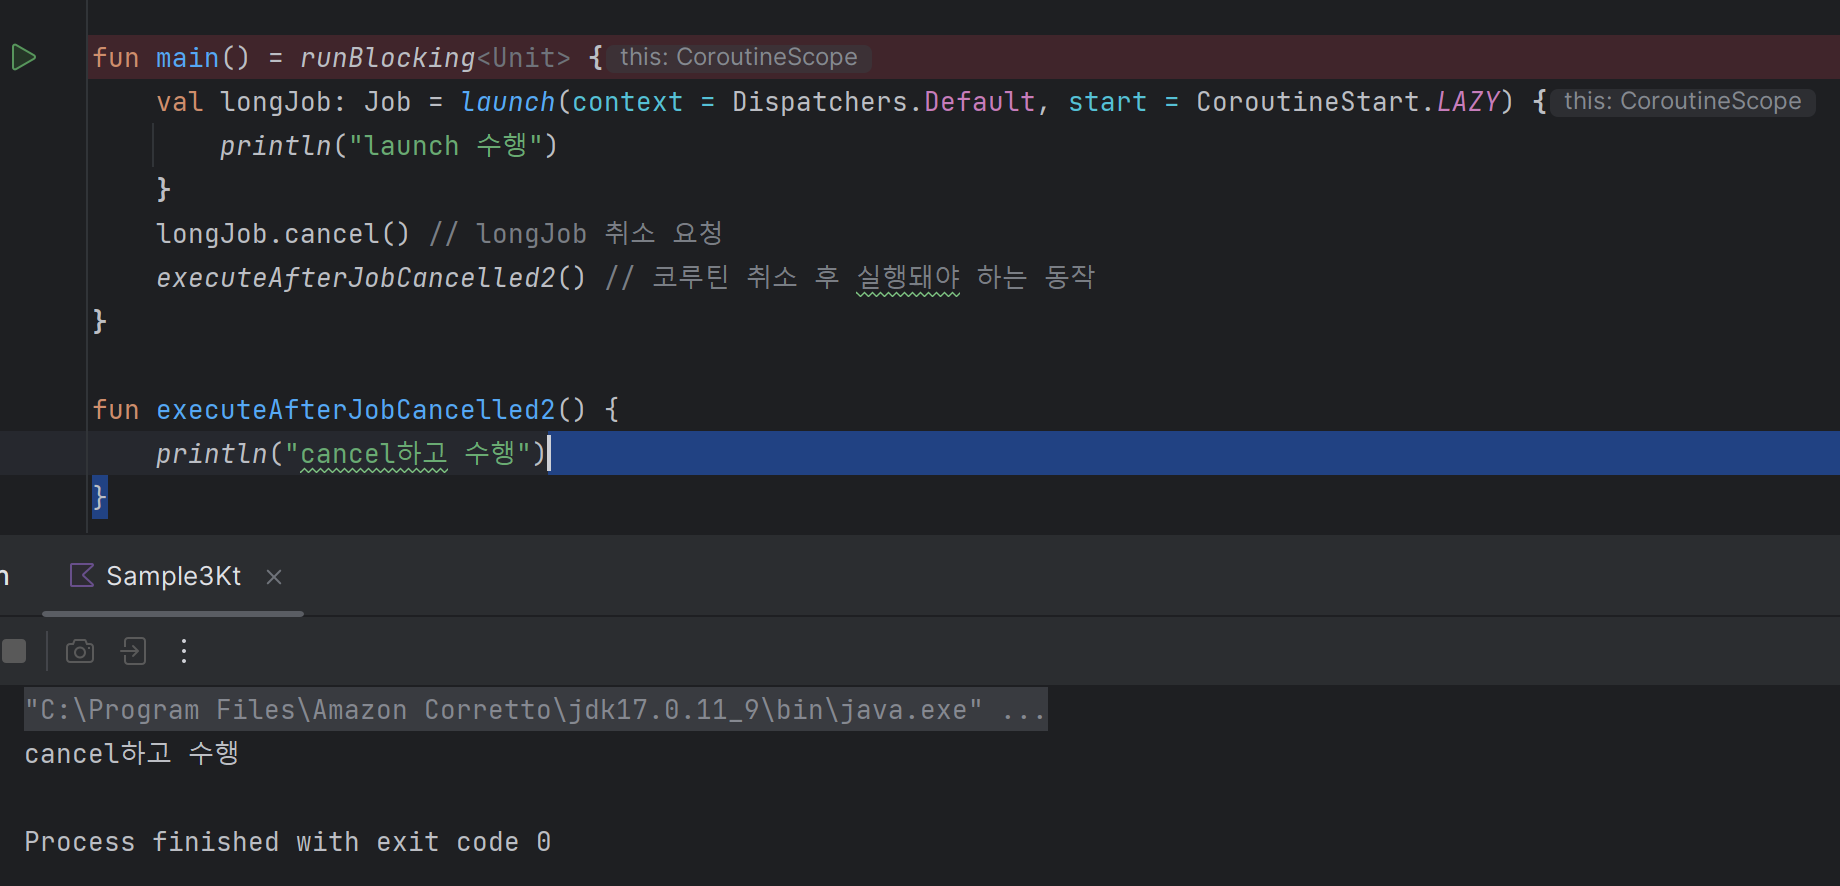 fun main() = runBlocking<Unit> { this: CoroutineScope
val longJob: Job = launch(context = Dispatchers.Default, start = CoroutineStart.LAZY) { this: CoroutineScope
println("launch 수행")
}
longJob.cancel() // longJob 취소 요청
executeAfterJobCancelled2() // 코루틴 취소 후 실행돼야 하는 동작
}
fun executeAfterJobCancelled2() {
println("cancel하고 수행")
}
n Sample3Kt
"C:\Program Files\Amazon Corretto\jdk17.0.11_9\bin\java.exe" ...
cancel하고 수행
Process finished with exit code 0